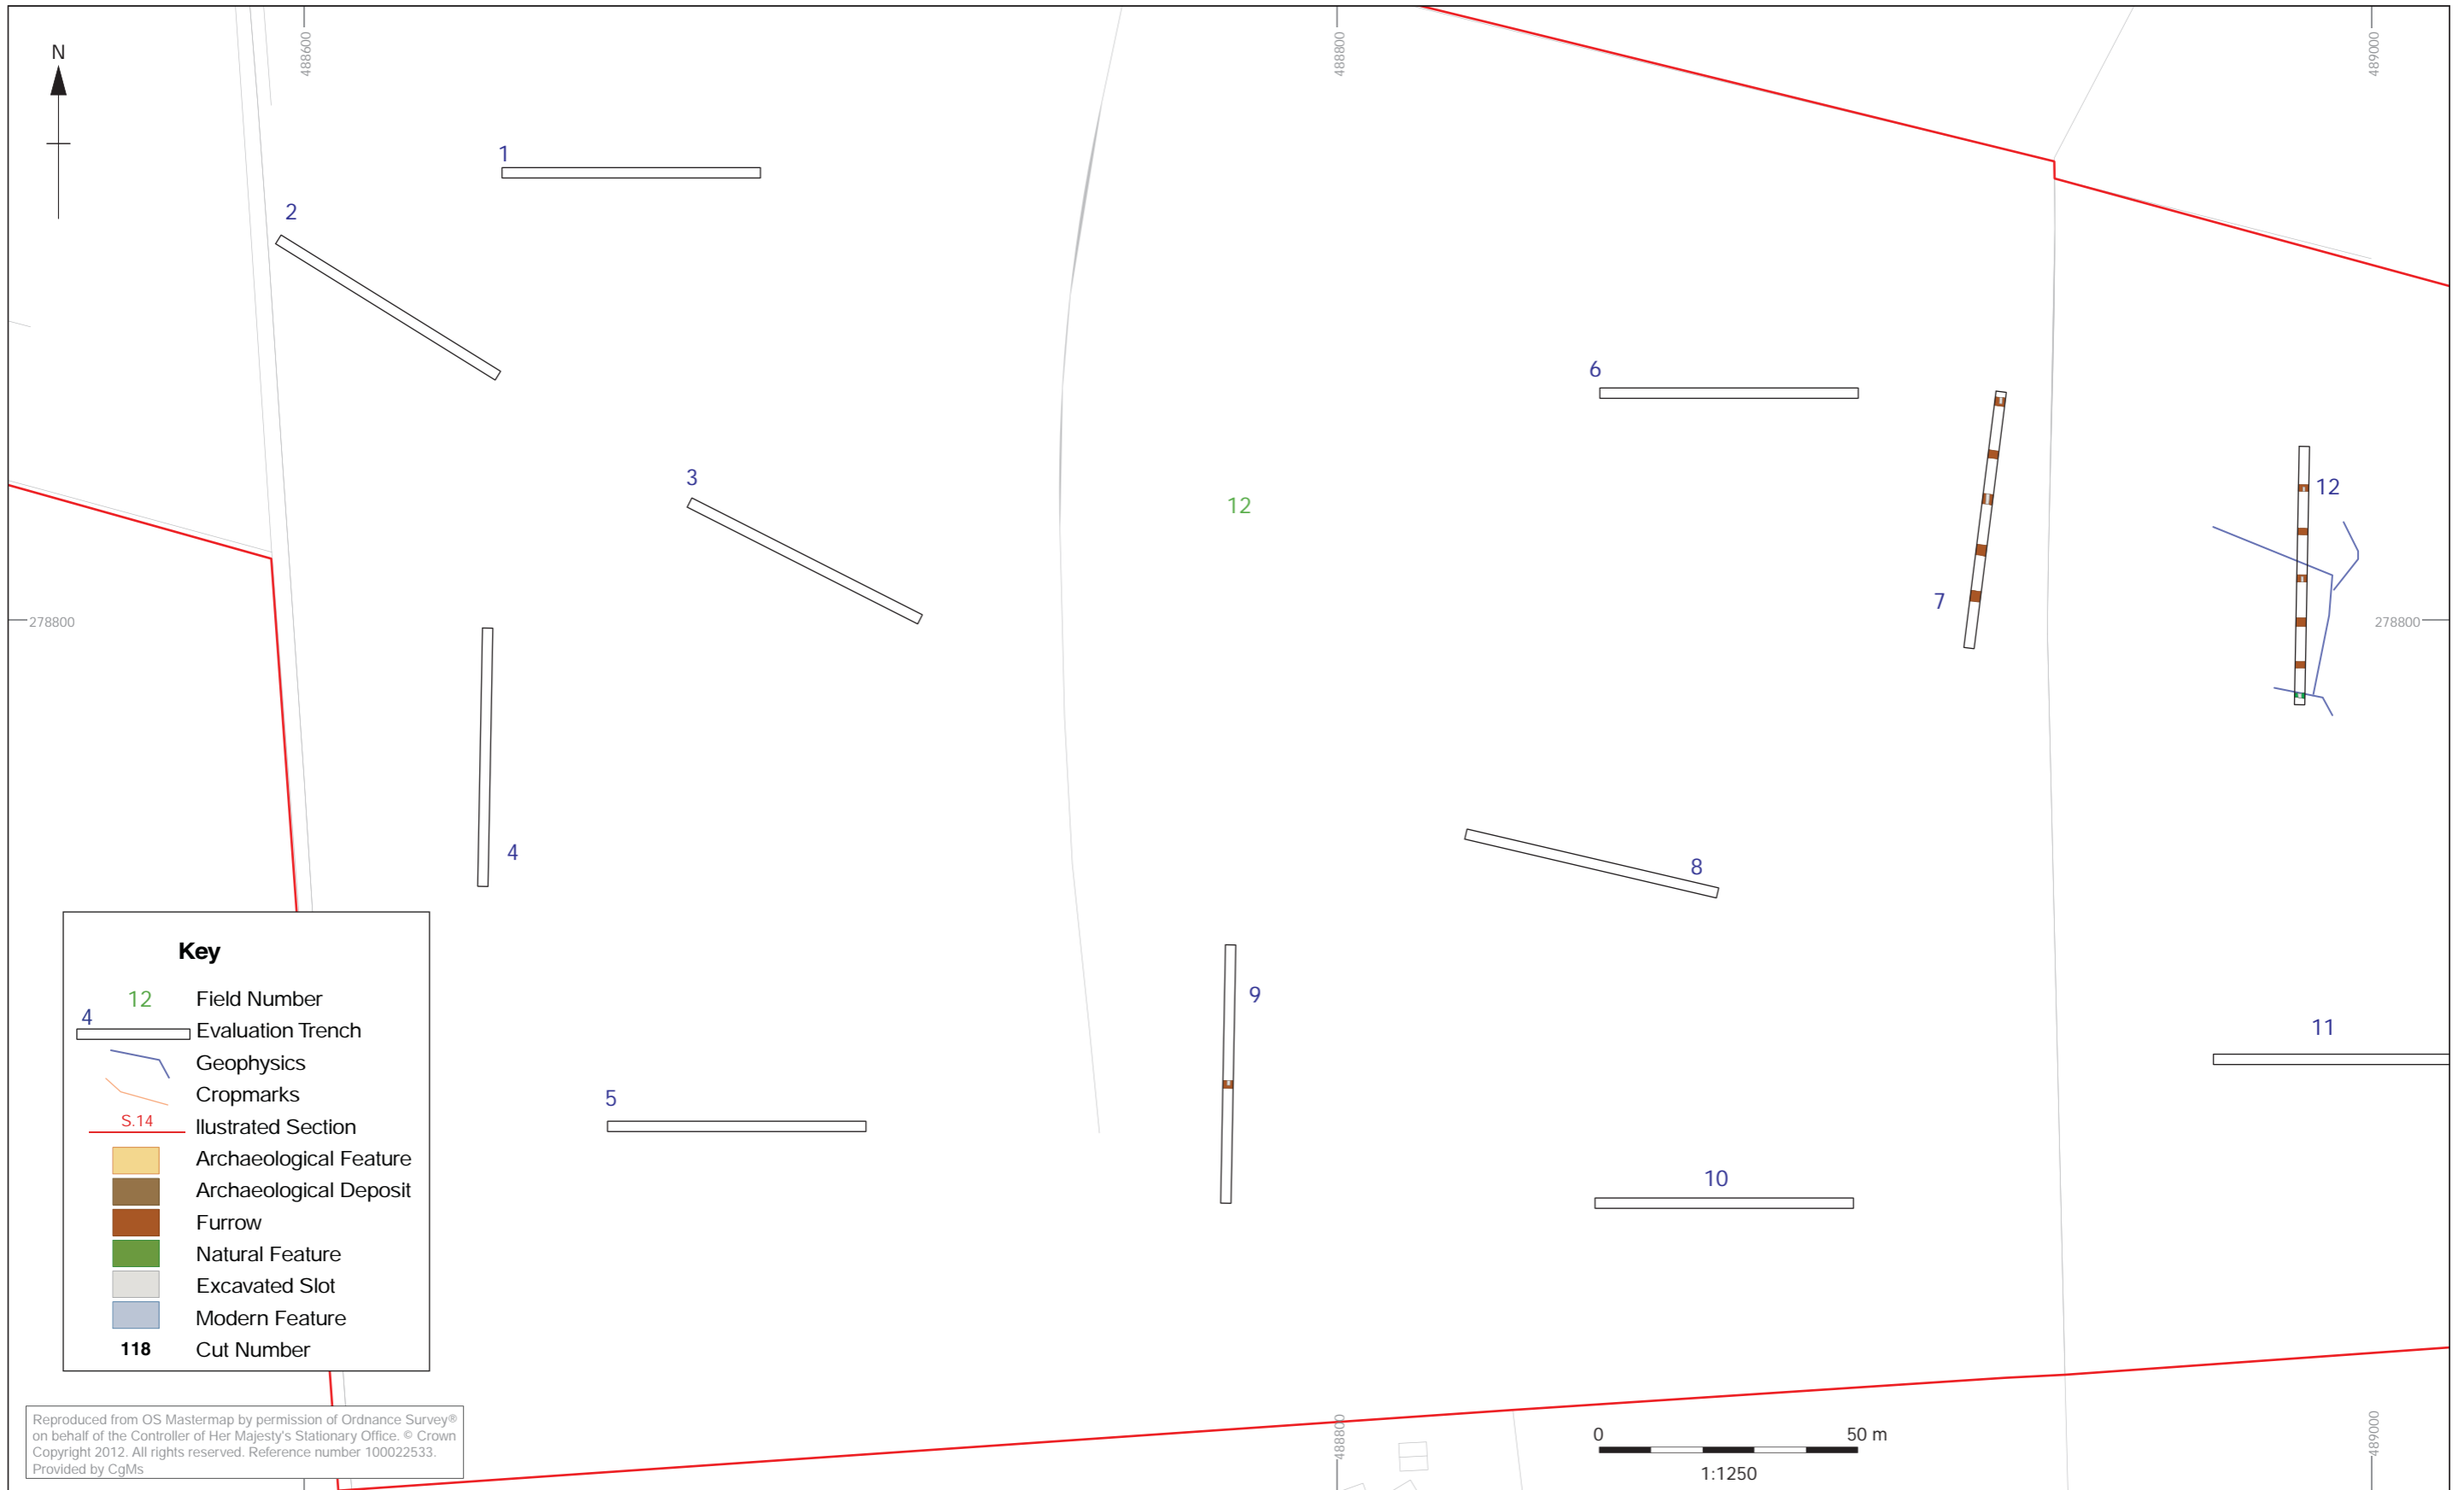 N
488600
488800
489000
1
2
6
3
12
12
7
278800
278800
4
8
9
11
5
10
Key
12 Field Number
4 Evaluation Trench
Geophysics
Cropmarks
S.14 Ilustrated Section
Archaeological Feature
Archaeological Deposit
Furrow
Natural Feature
Excavated Slot
Modern Feature
118 Cut Number
Reproduced from OS Mastermap by permission of Ordnance Survey®
on behalf of the Controller of Her Majesty's Stationary Office. © Crown
Copyright 2012. All rights reserved. Reference number 100022533.
Provided by CgMs
488800
0 50 m
1:1250
489000